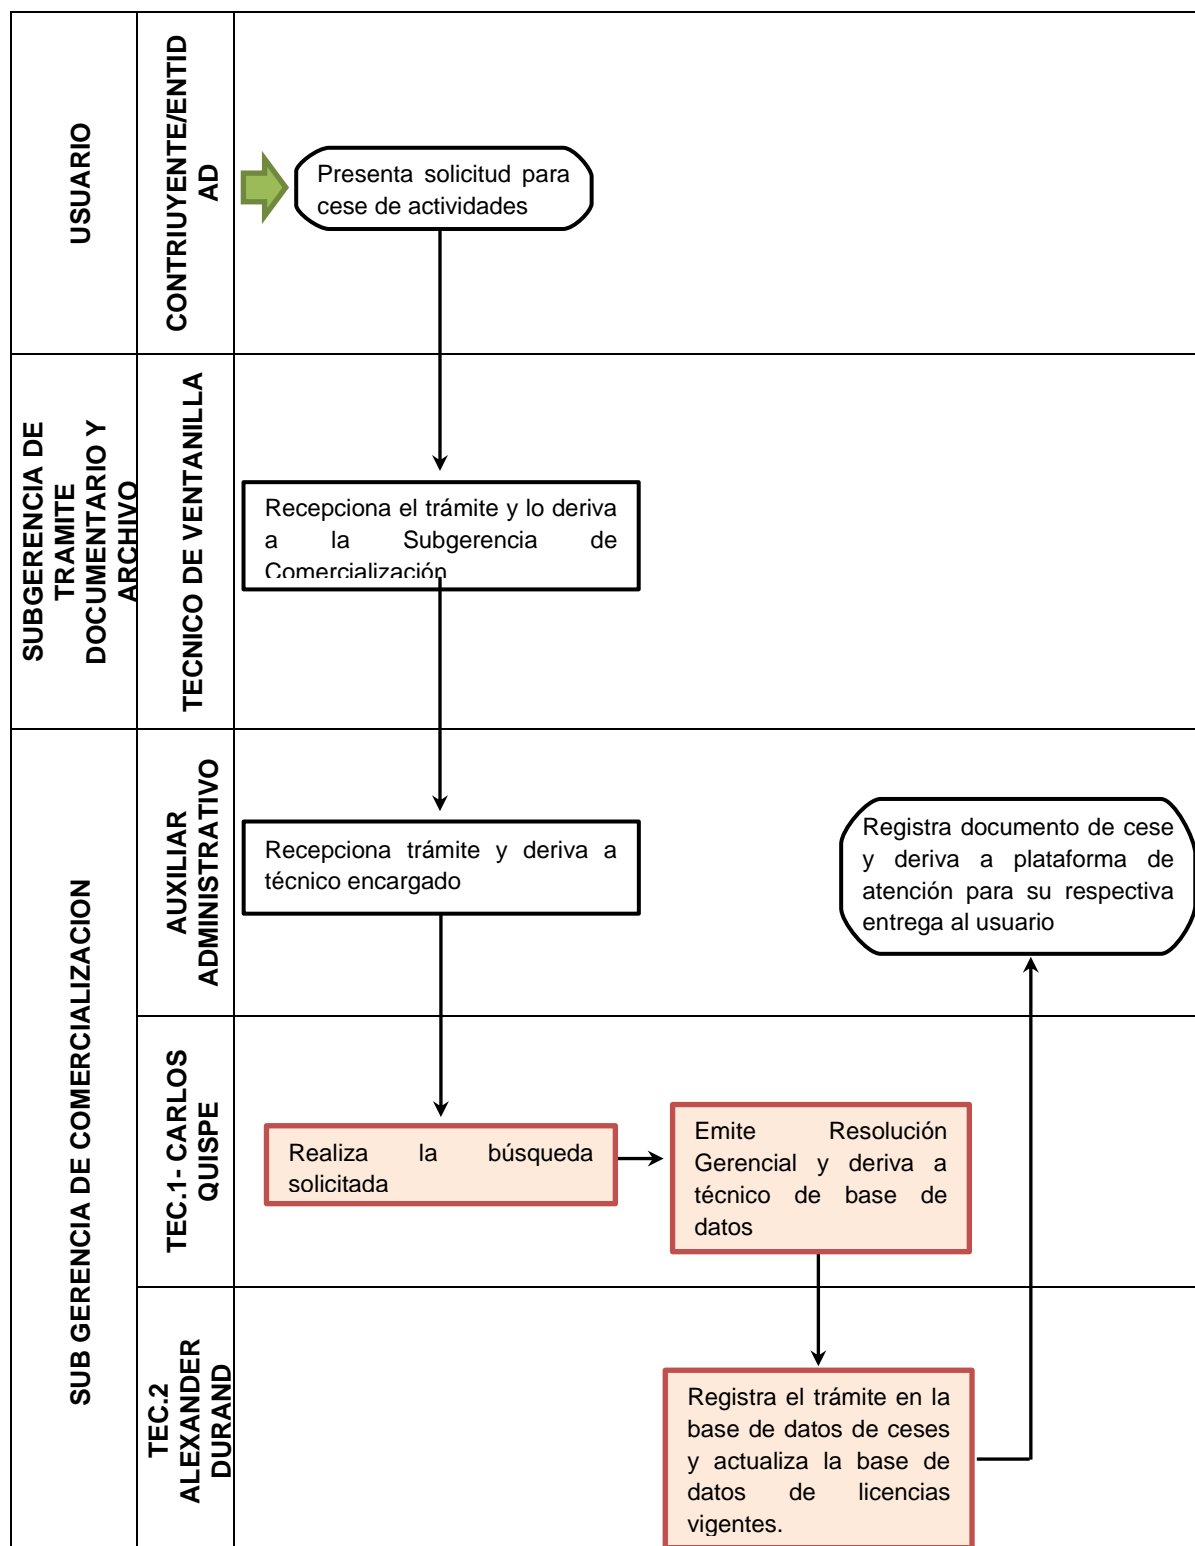 USUARIO
CONTRIUYENTE/ENTID
AD
Presenta solicitud para
cese de actividades
SUBGERENCIA DE
TRAMITE
DOCUMENTARIO Y
ARCHIVO
TECNICO DE VENTANILLA
Recepciona el trámite y lo deriva
a la Subgerencia de
Comercialización
SUB GERENCIA DE COMERCIALIZACION
AUXILIAR
ADMINISTRATIVO
Recepciona trámite y deriva a
técnico encargado
Registra documento de cese
y deriva a plataforma de
atención para su respectiva
entrega al usuario
TEC.1- CARLOS
QUISPE
Realiza la búsqueda
solicitada
Emite Resolución
Gerencial y deriva a
técnico de base de
datos
TEC.2
ALEXANDER
DURAND
Registra el trámite en la
base de datos de ceses
y actualiza la base de
datos de licencias
vigentes.